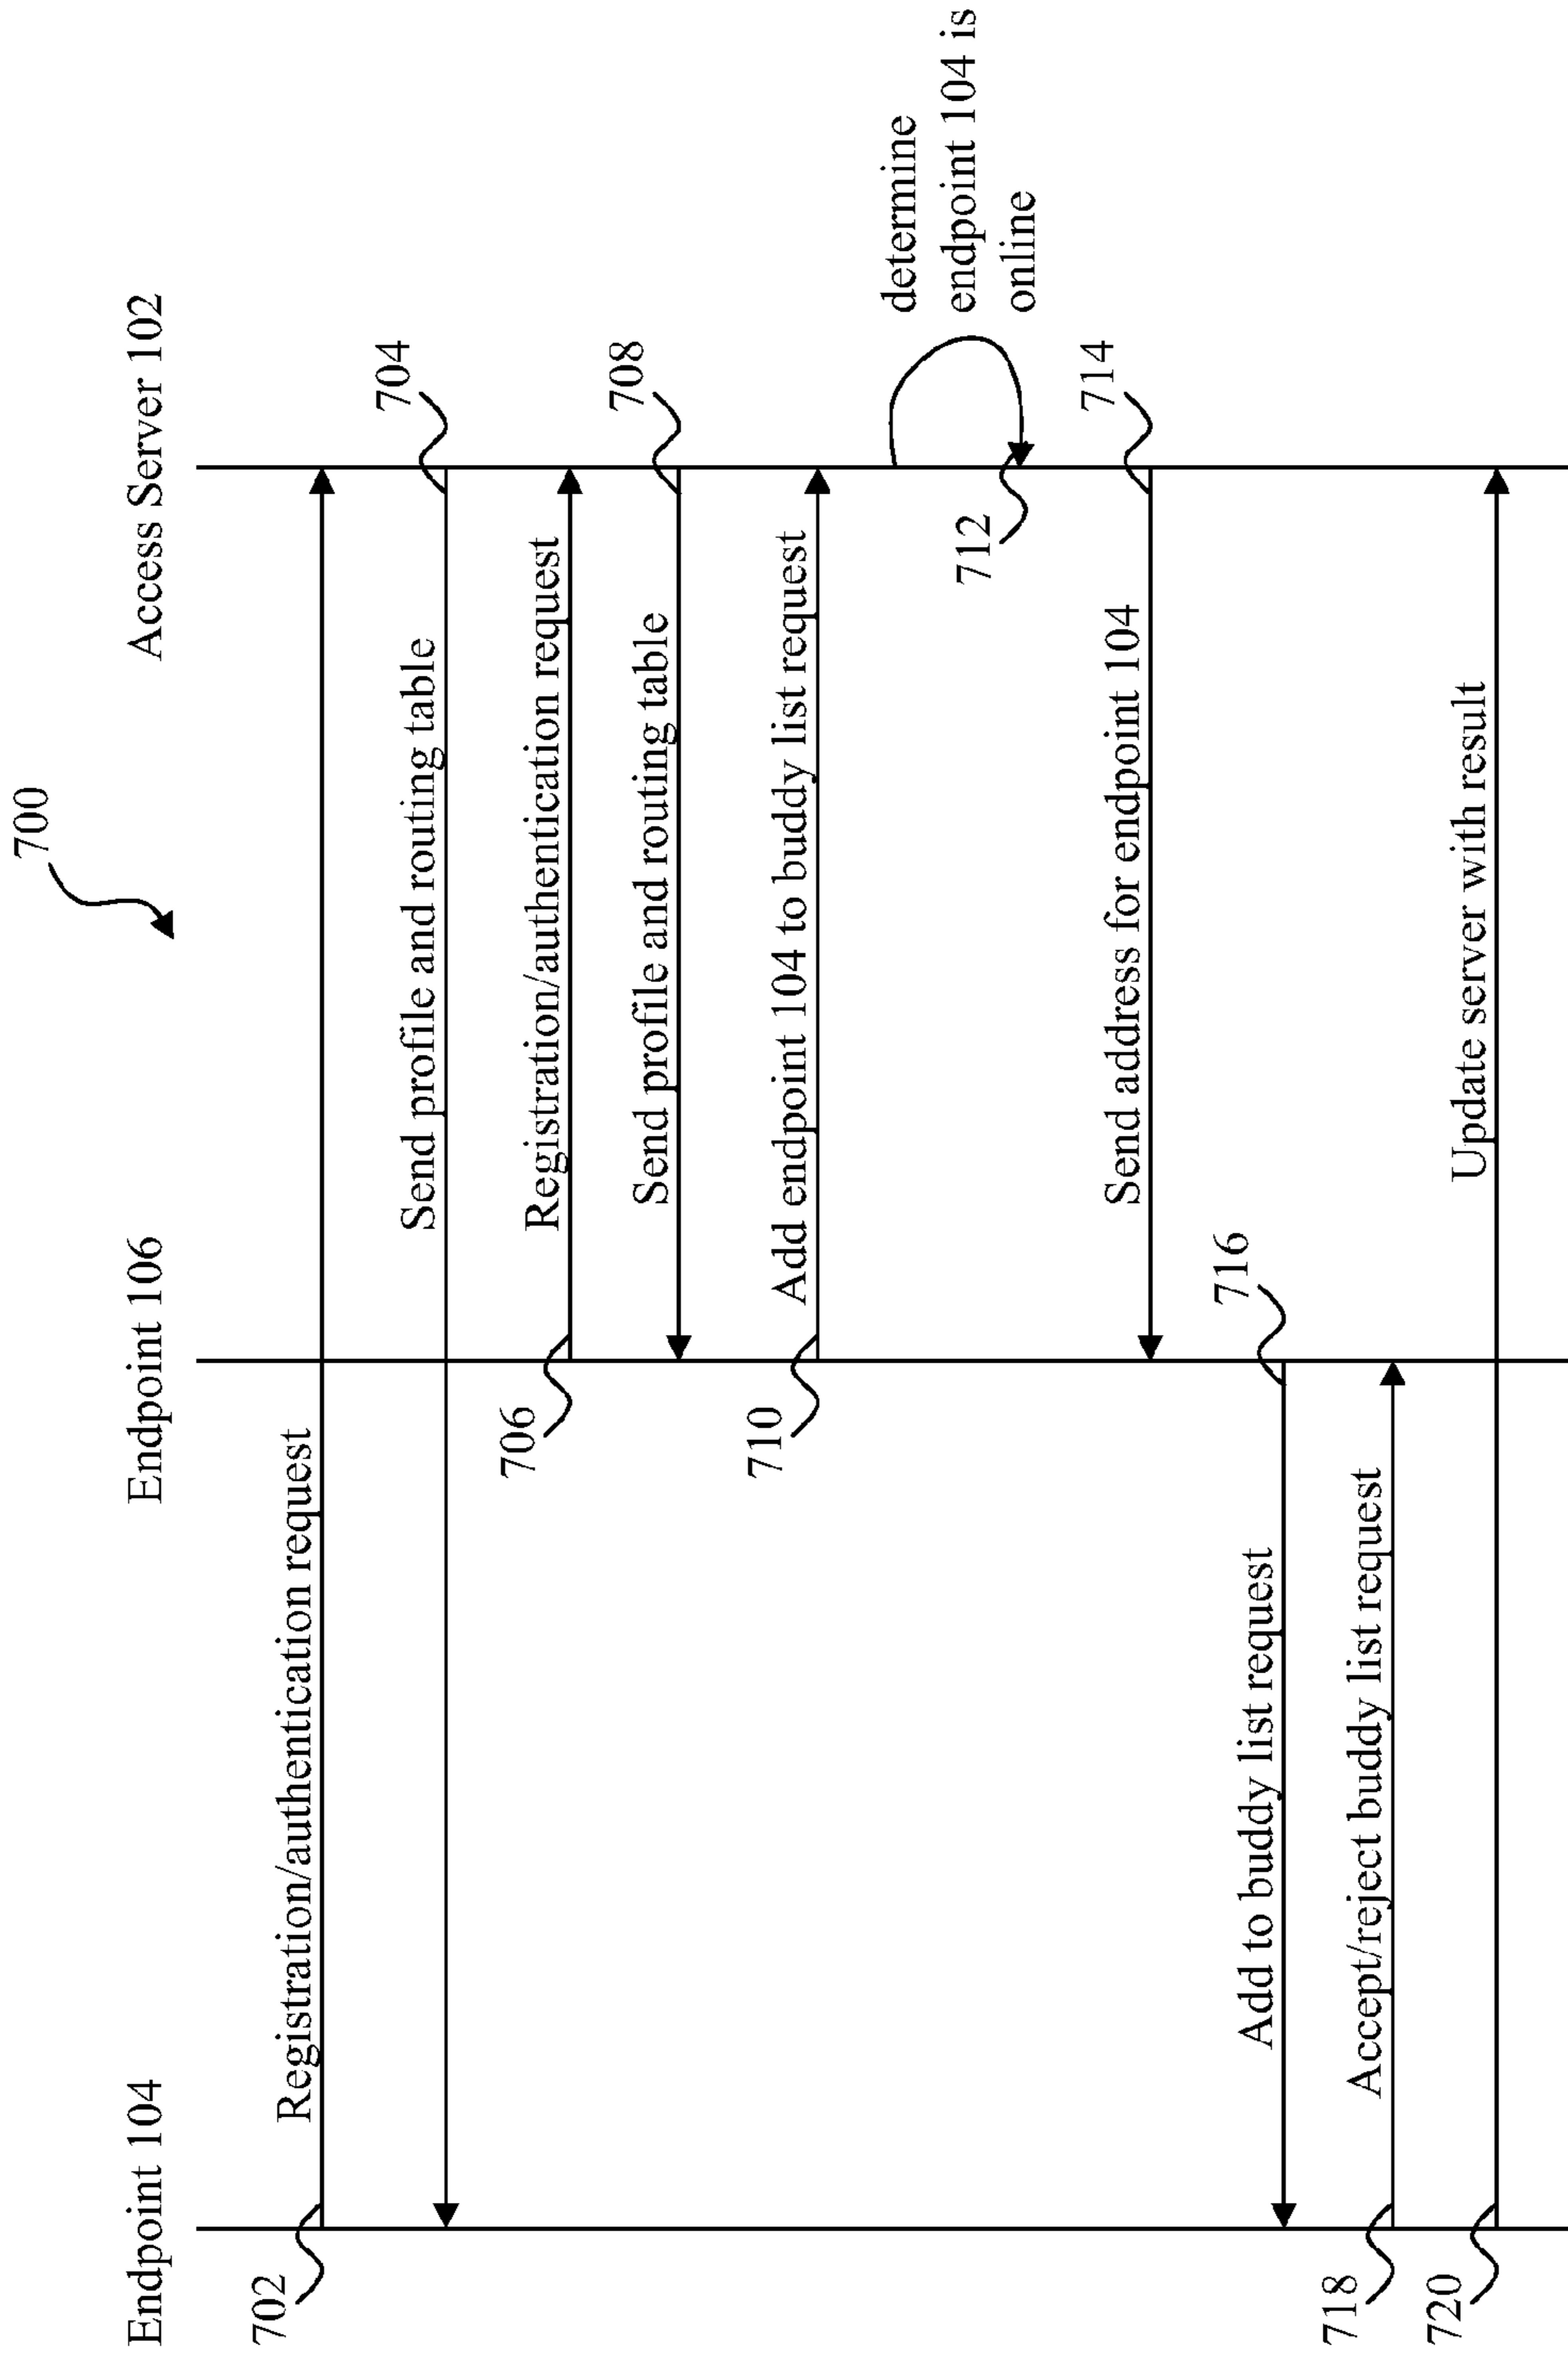 700
Endpoint 104
Endpoint 106
Access Server 102
702
Registration/authentication request
704
Send profile and routing table
706
Registration/authentication request
708
Send profile and routing table
710
Add endpoint 104 to buddy list request
determine
endpoint 104 is
online
712
714
Send address for endpoint 104
716
Add to buddy list request
718
Accept/reject buddy list request
720
Update server with result